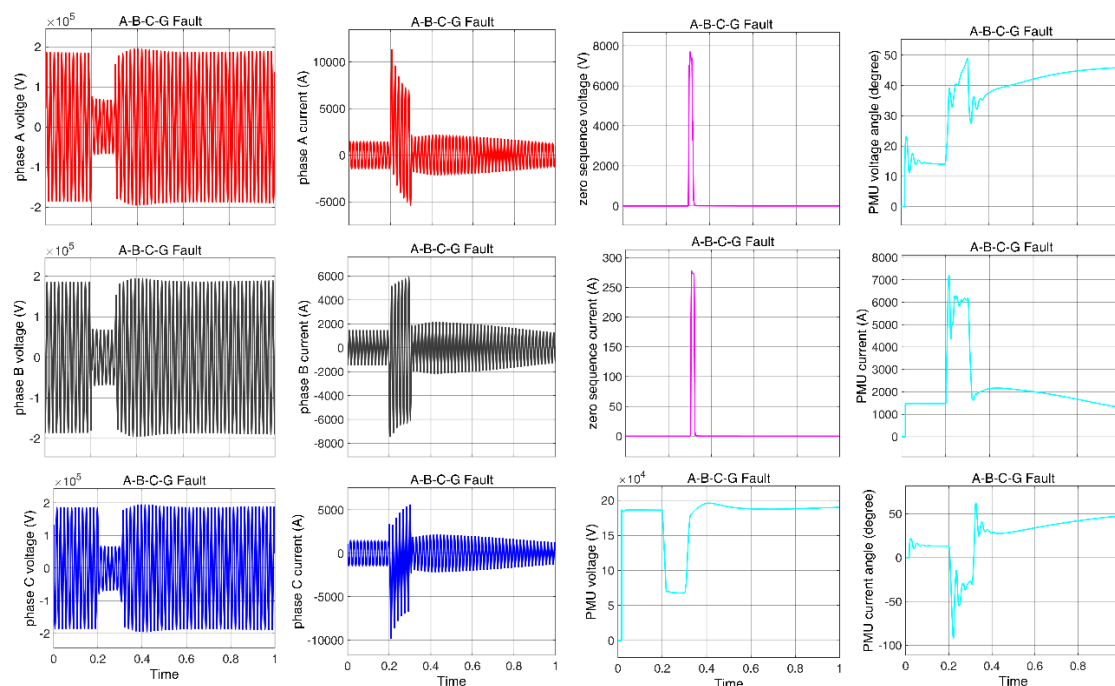 A-B-C-G Fault
×10^5
2
1
0
-1
-2
phase A voltge (V)
A-B-C-G Fault
10000
5000
0
-5000
phase A current (A)
A-B-C-G Fault
8000
6000
4000
2000
0
zero sequence voltage (V)
A-B-C-G Fault
50
40
30
20
10
0
PMU voltage angle (degree)
A-B-C-G Fault
×10^5
2
1
0
-1
-2
phase B voltage (V)
A-B-C-G Fault
6000
4000
2000
0
-2000
-4000
-6000
-8000
phase B current (A)
A-B-C-G Fault
300
250
200
150
100
50
0
zero sequence current (A)
A-B-C-G Fault
8000
7000
6000
5000
4000
3000
2000
1000
0
PMU current (A)
A-B-C-G Fault
×10^5
2
1
0
-1
-2
phase C voltage (V)
0 0.2 0.4 0.6 0.8 1
Time
A-B-C-G Fault
5000
0
-5000
-10000
phase C current (A)
0 0.2 0.4 0.6 0.8 1
Time
A-B-C-G Fault
×10^4
20
15
10
5
0
PMU voltage (V)
0 0.2 0.4 0.6 0.8 1
Time
A-B-C-G Fault
50
0
-50
-100
PMU current angle (degree)
0 0.2 0.4 0.6 0.8 1
Time